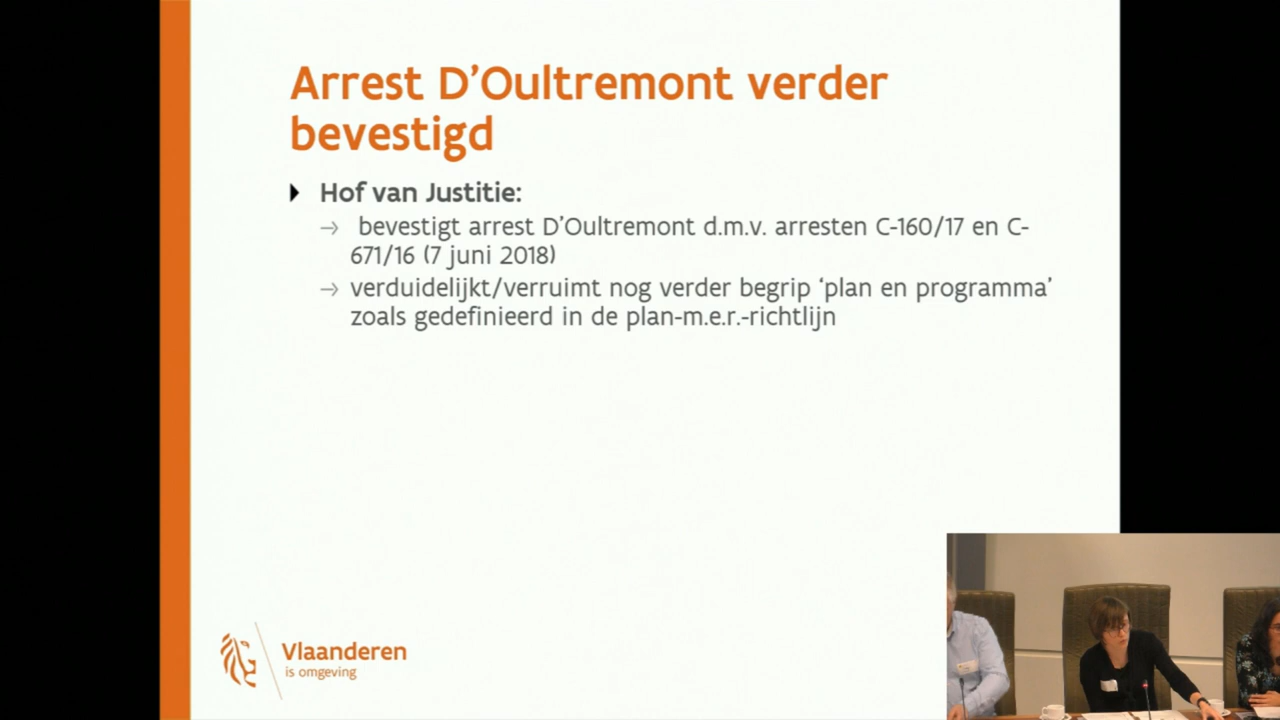 Arrest D’Oultremont verder
bevestigd
Hof van Justitie:
→ bevestigt arrest D’Oultremont d.m.v. arresten C-160/17 en C-
671/16 (7 juni 2018)
→ verduidelijkt/verruimt nog verder begrip ‘plan en programma’
zoals gedefinieerd in de plan-m.e.r.-richtlijn
Vlaanderen
is omgeving